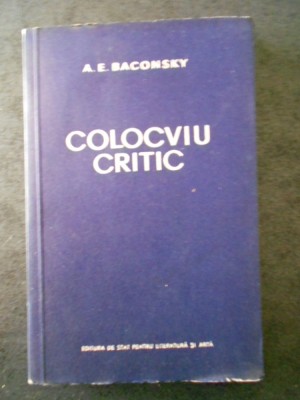 A. E. BACONSKY
COLOCVIU
CRITIC
EDITURA DE STAT PENTRU LITERATURĂ ȘI ARTĂ